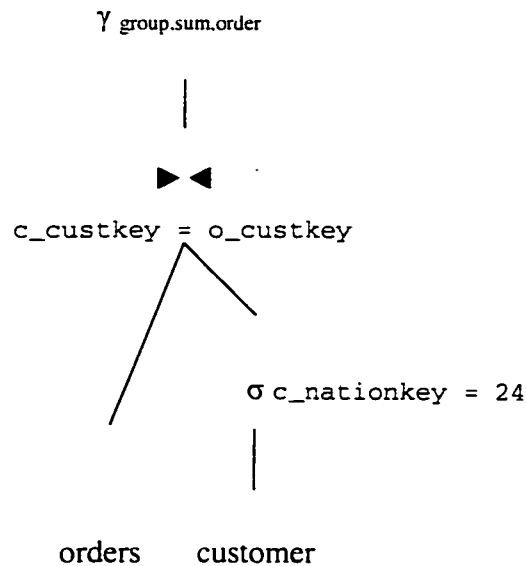 γ group.sum.order
c_custkey = o_custkey
σ c_nationkey = 24
orders customer